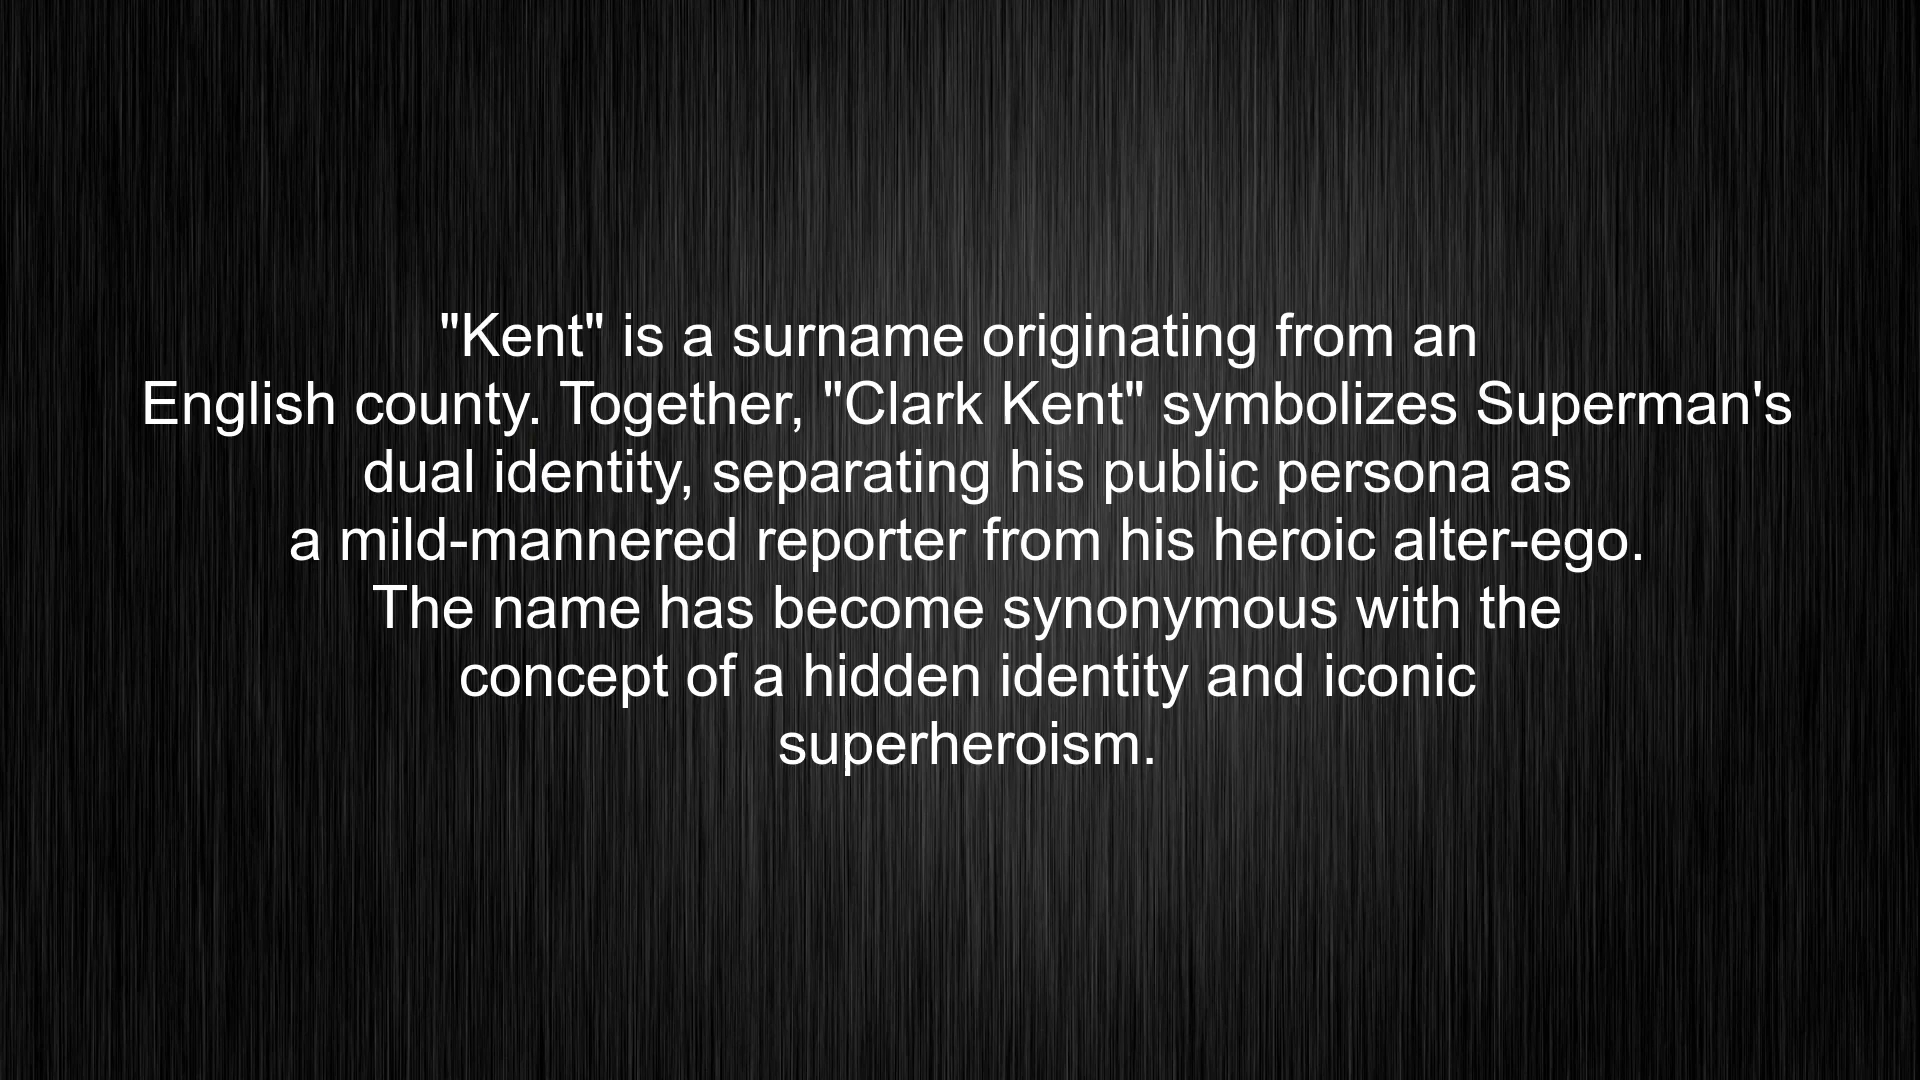 "Kent" is a surname originating from an
English county. Together, "Clark Kent" symbolizes Superman's
dual identity, separating his public persona as
a mild-mannered reporter from his heroic alter-ego.
The name has become synonymous with the
concept of a hidden identity and iconic
superheroism.